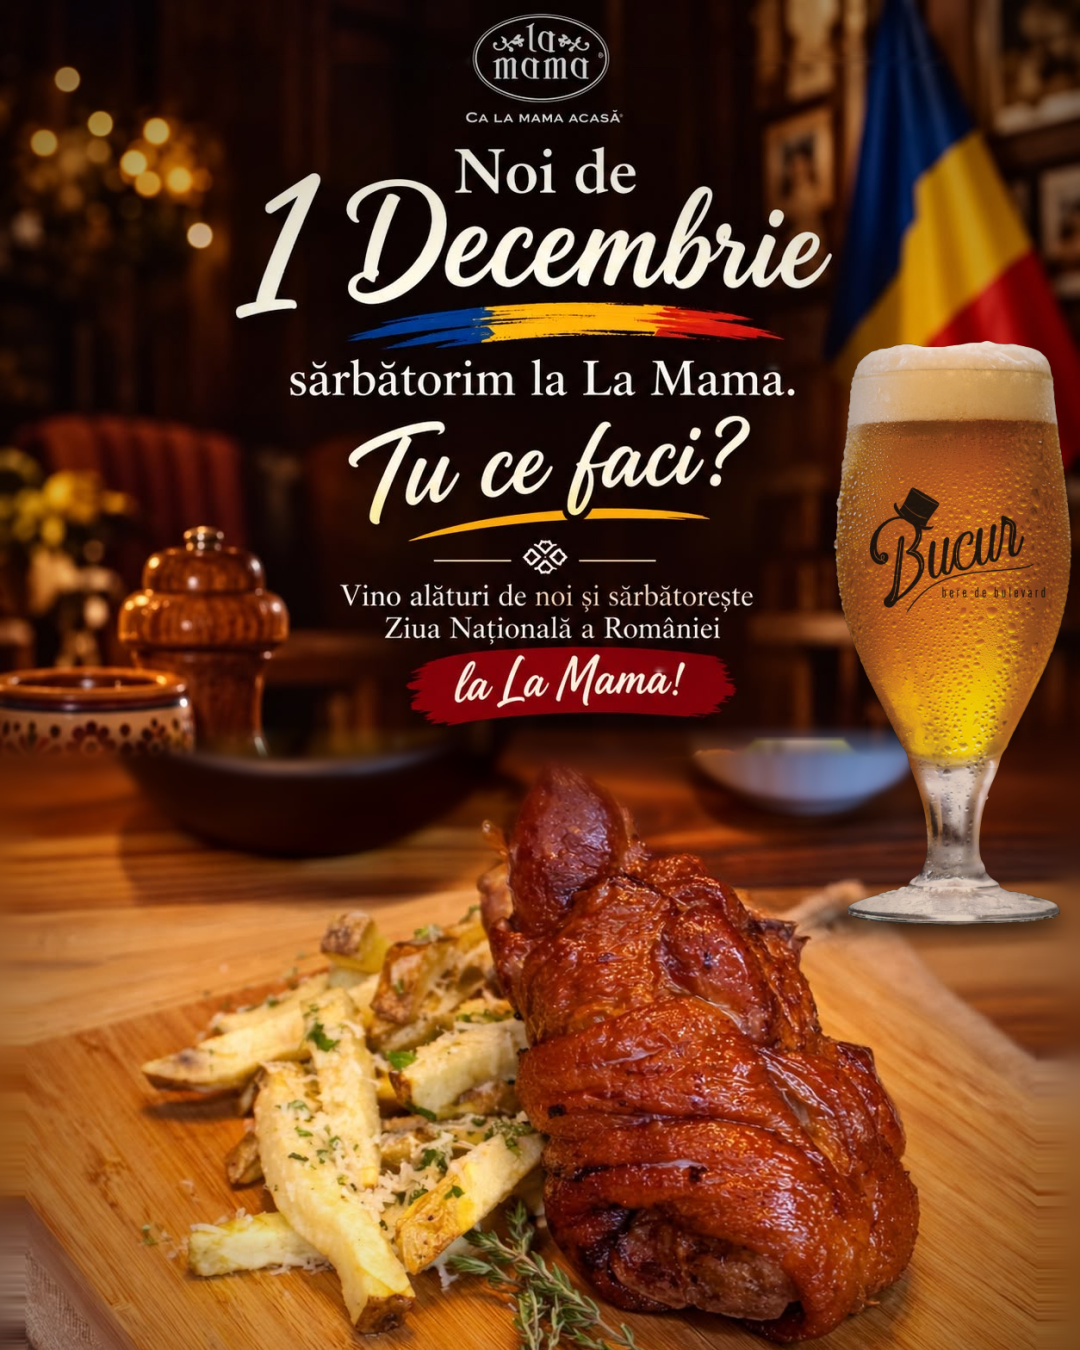 la
mama
CA LA MAMA ACASĂ®
Noi de
1 Decembrie
sărbătorim la La Mama.
Tu ce faci?
Vino alături de noi și sărbătorește
Ziua Națională a României
la La Mama!
Bucur
bere de bulevard